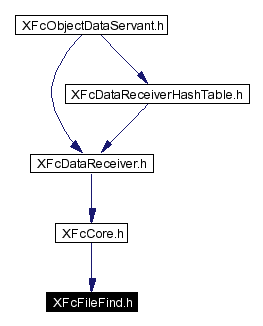 XFcObjectDataServant.h
XFcDataReceiverHashTable.h
XFcDataReceiver.h
XFcCore.h
XFcFileFind.h